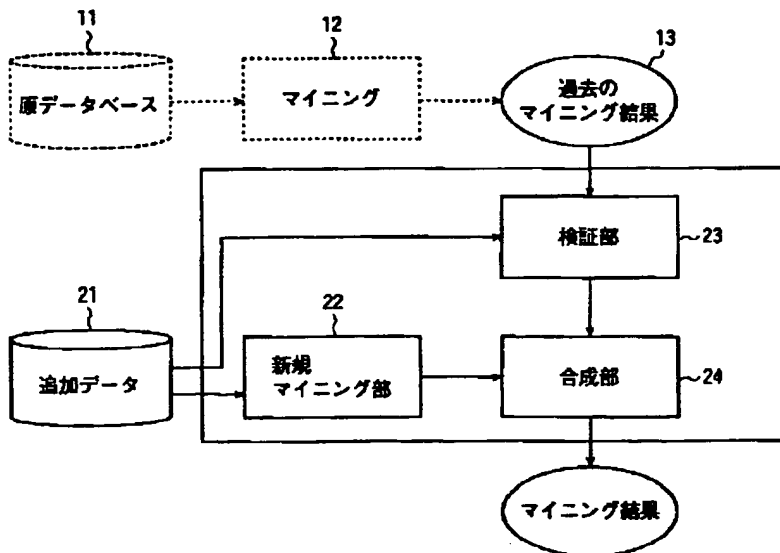 11
12
13
原データベース
マイニング
過去の
マイニング結果
検証部
23
21
22
追加データ
新規
マイニング部
合成部
24
マイニング結果